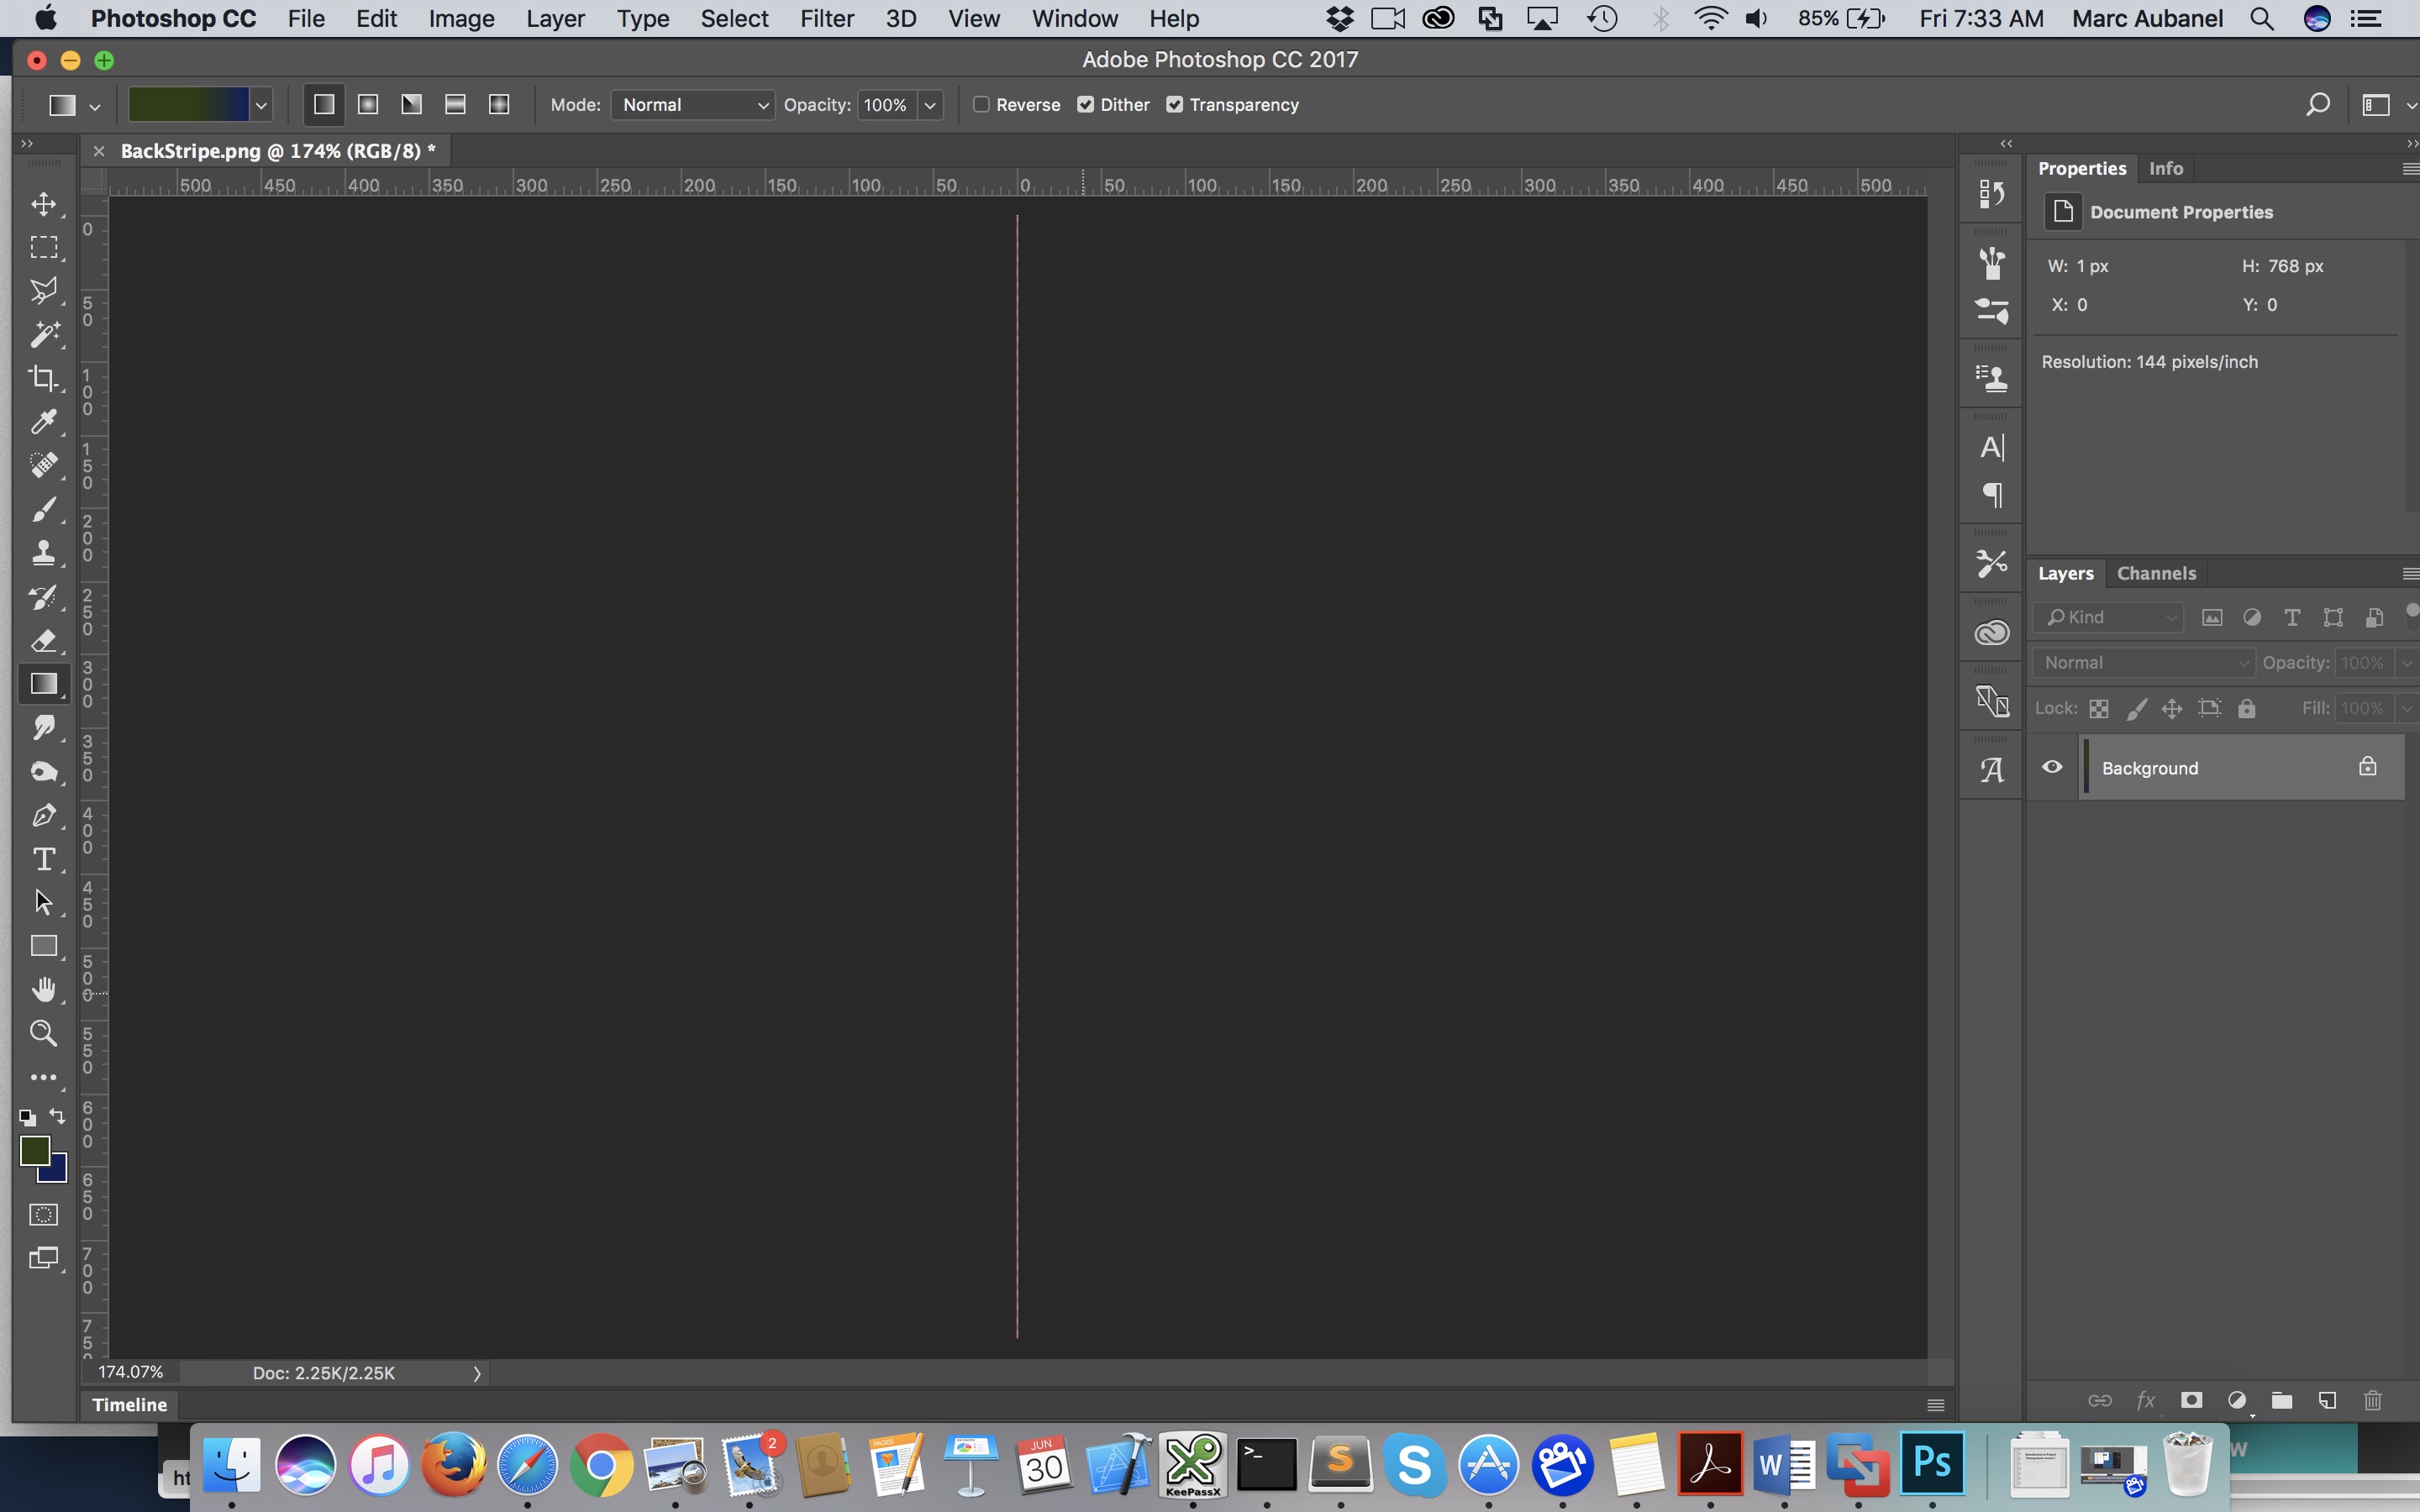 Photoshop CC File Edit Image Layer Type Select Filter 3D View Window Help 85% Fri 7:33 AM Marc Aubanel
Adobe Photoshop CC 2017
Mode: Normal Opacity: 100% Reverse Dither Transparency
BackStripe.png @ 174% (RGB/8) *
500 450 400 350 300 250 200 150 100 50 0 50 100 150 200 250 300 350 400 450 500
0
50
100
150
200
250
300
350
400
450
500
550
600
650
700
75
Properties Info
Document Properties
W: 1 px H: 768 px
X: 0 Y: 0
Resolution: 144 pixels/inch
A
Layers Channels
Kind
Normal Opacity: 100%
Lock: Fill: 100%
Background
T
fx
174.07% Doc: 2.25K/2.25K
Timeline
ht
2
PAGES
JUN
30
KeePassX
>_
S
S
W
Ps
W